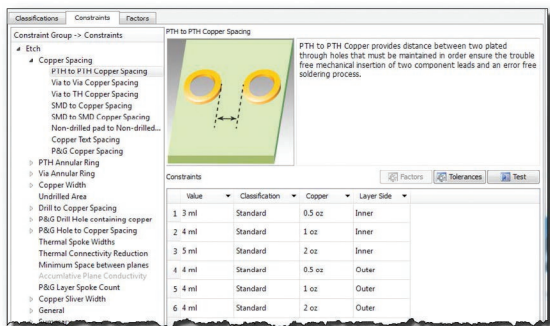 Classifications Constraints Factors
Constraint Group -> Constraints
Etch
Copper Spacing
PTH to PTH Copper Spacing
Via to Via Copper Spacing
Via to TH Copper Spacing
SMD to Copper Spacing
SMD to SMD Copper Spacing
Non-drilled pad to Non-drilled...
Copper Text Spacing
P&G Copper Spacing
PTH Annular Ring
Via Annular Ring
Copper Width
Undrilled Area
Drill to Copper Spacing
P&G Drill Hole containing copper
P&G Hole to Copper Spacing
Thermal Spoke Widths
Thermal Connectivity Reduction
Minimum Space between planes
Accumlative Plane Conductivity
P&G Layer Spoke Count
Copper Sliver Width
General
PTH to PTH Copper Spacing
PTH to PTH Copper provides distance between two plated
through holes that must be maintained in order ensure the trouble
free mechanical insertion of two component leads and an error free
soldering process.
Constraints Factors Tolerances Test
Value Classification Copper Layer Side
1 3 ml Standard 0.5 oz Inner
2 4 ml Standard 1 oz Inner
3 5 ml Standard 2 oz Inner
4 4 ml Standard 0.5 oz Outer
5 4 ml Standard 1 oz Outer
6 4 ml Standard 2 oz Outer